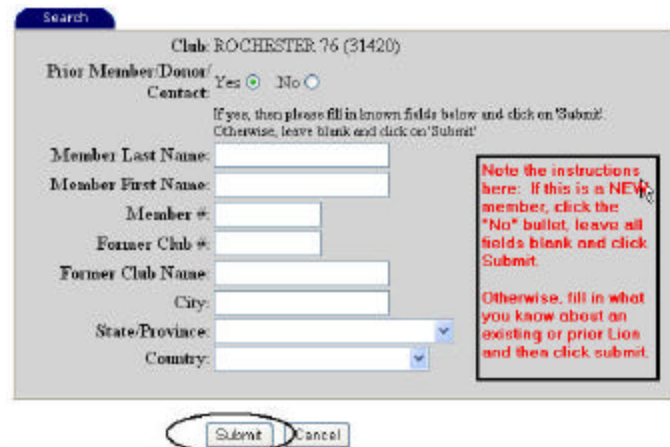 Search
Club: ROCHESTER 76 (31420)
Prior Member/Donor/ Contact: Yes No
If yes, then please fill in known fields below and click on 'Submit'.
Otherwise, leave blank and click on 'Submit'
Member Last Name:
Member First Name:
Member #:
Former Club #:
Former Club Name:
City:
State/Province:
Country:
Note the instructions
here: If this is a NEW
member, click the
"No" bullet, leave all
fields blank and click
Submit.
Otherwise, fill in what
you know about an
existing or prior Lion
and then click submit.
Submit Cancel